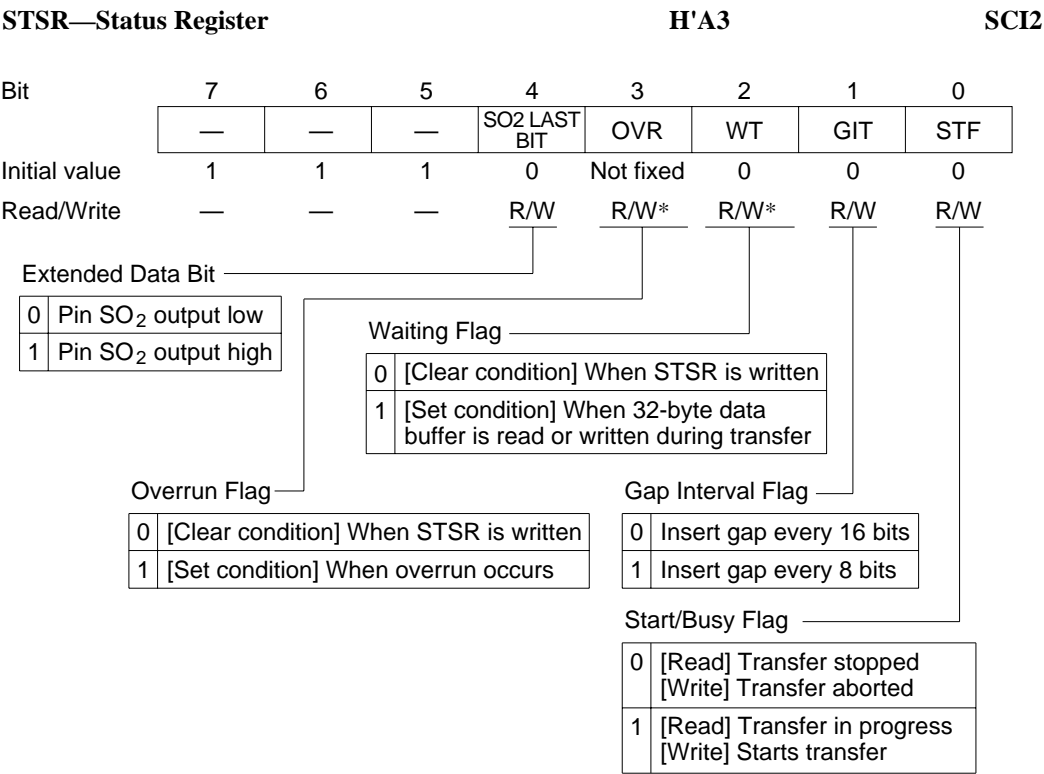 STSR—Status Register H'A3 SCI2
Bit 7 6 5 4 3 2 1 0
— — — SO2 LAST BIT OVR WT GIT STF
Initial value 1 1 1 0 Not fixed 0 0 0
Read/Write — — — R/W R/W* R/W* R/W R/W
Extended Data Bit
0 Pin SO2 output low
1 Pin SO2 output high
Waiting Flag
0 [Clear condition] When STSR is written
1 [Set condition] When 32-byte data
buffer is read or written during transfer
Overrun Flag
0 [Clear condition] When STSR is written
1 [Set condition] When overrun occurs
Gap Interval Flag
0 Insert gap every 16 bits
1 Insert gap every 8 bits
Start/Busy Flag
0 [Read] Transfer stopped
[Write] Transfer aborted
1 [Read] Transfer in progress
[Write] Starts transfer